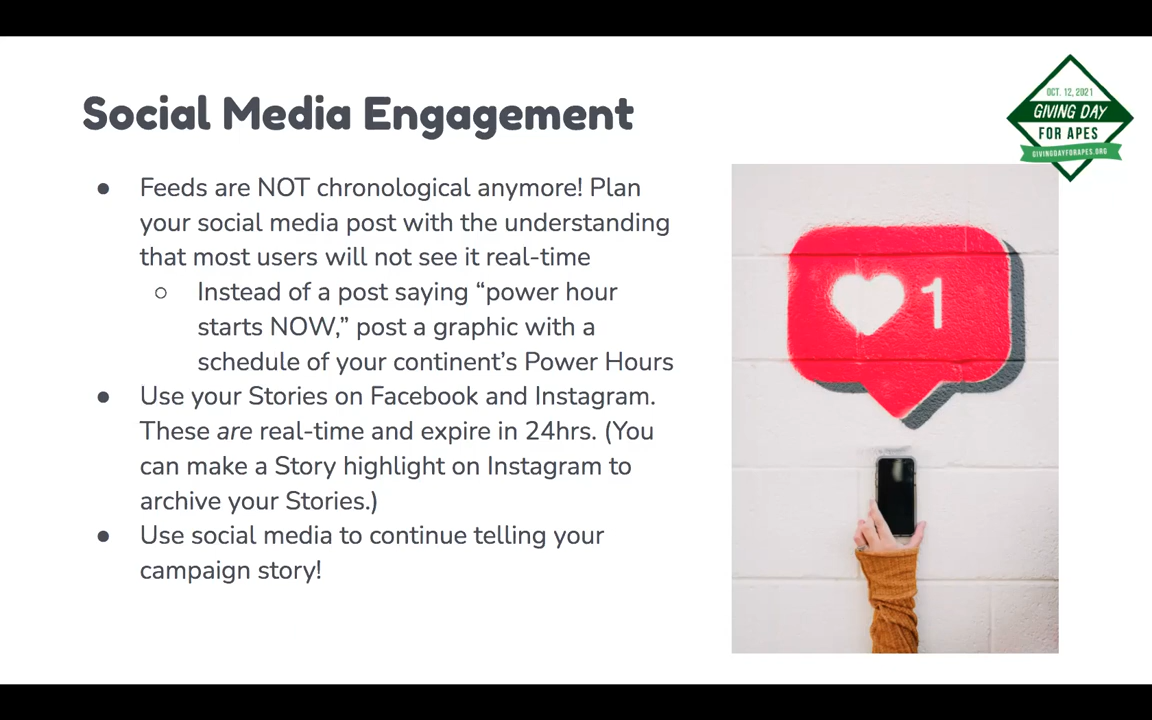 Social Media Engagement
OCT. 12, 2021
GIVING DAY
FOR APES
GIVINGDAYFORAPES.ORG
● Feeds are NOT chronological anymore! Plan
your social media post with the understanding
that most users will not see it real-time
○ Instead of a post saying “power hour
starts NOW,” post a graphic with a
schedule of your continent’s Power Hours
● Use your Stories on Facebook and Instagram.
These are real-time and expire in 24hrs. (You
can make a Story highlight on Instagram to
archive your Stories.)
● Use social media to continue telling your
campaign story!
1